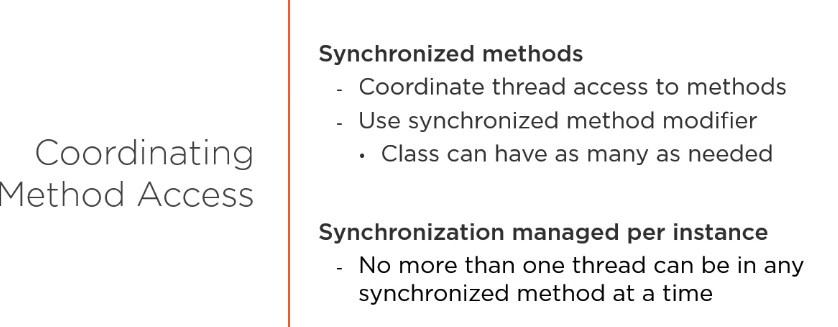 Coordinating
Method Access
Synchronized methods
- Coordinate thread access to methods
- Use synchronized method modifier
• Class can have as many as needed
Synchronization managed per instance
- No more than one thread can be in any
synchronized method at a time